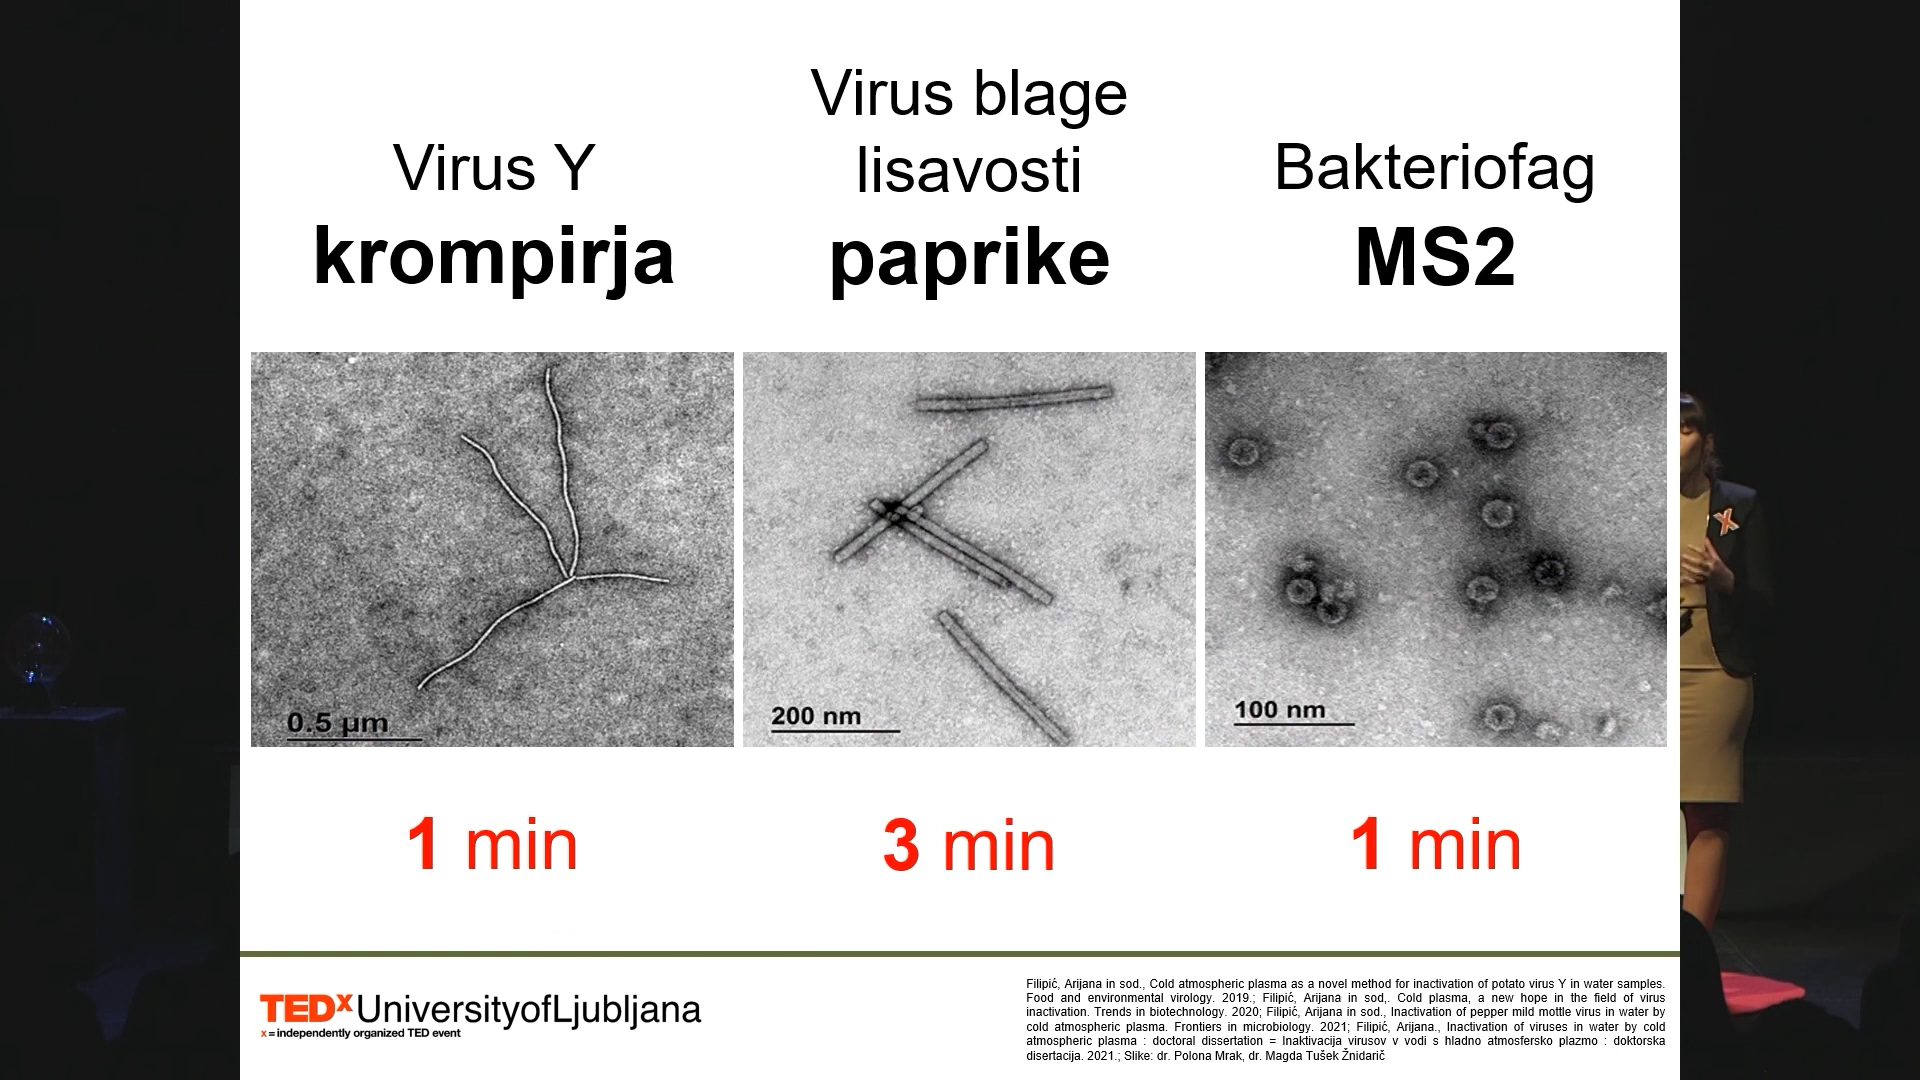 Virus Y
krompirja
Virus blage
lisavosti
paprike
Bakteriofag
MS2
0.5 µm
200 nm
100 nm
1 min
3 min
1 min
TEDx UniversityofLjubljana
x = independently organized TED event
Filipić, Arijana in sod., Cold atmospheric plasma as a novel method for inactivation of potato virus Y in water samples.
Food and environmental virology. 2019.; Filipić, Arijana in sod,. Cold plasma, a new hope in the field of virus
inactivation. Trends in biotechnology. 2020; Filipić, Arijana in sod., Inactivation of pepper mild mottle virus in water by
cold atmospheric plasma. Frontiers in microbiology. 2021; Filipić, Arijana., Inactivation of viruses in water by cold
atmospheric plasma : doctoral dissertation = Inaktivacija virusov v vodi s hladno atmosfersko plazmo : doktorska
disertacija. 2021.; Slike: dr. Polona Mrak, dr. Magda Tušek Žnidarič